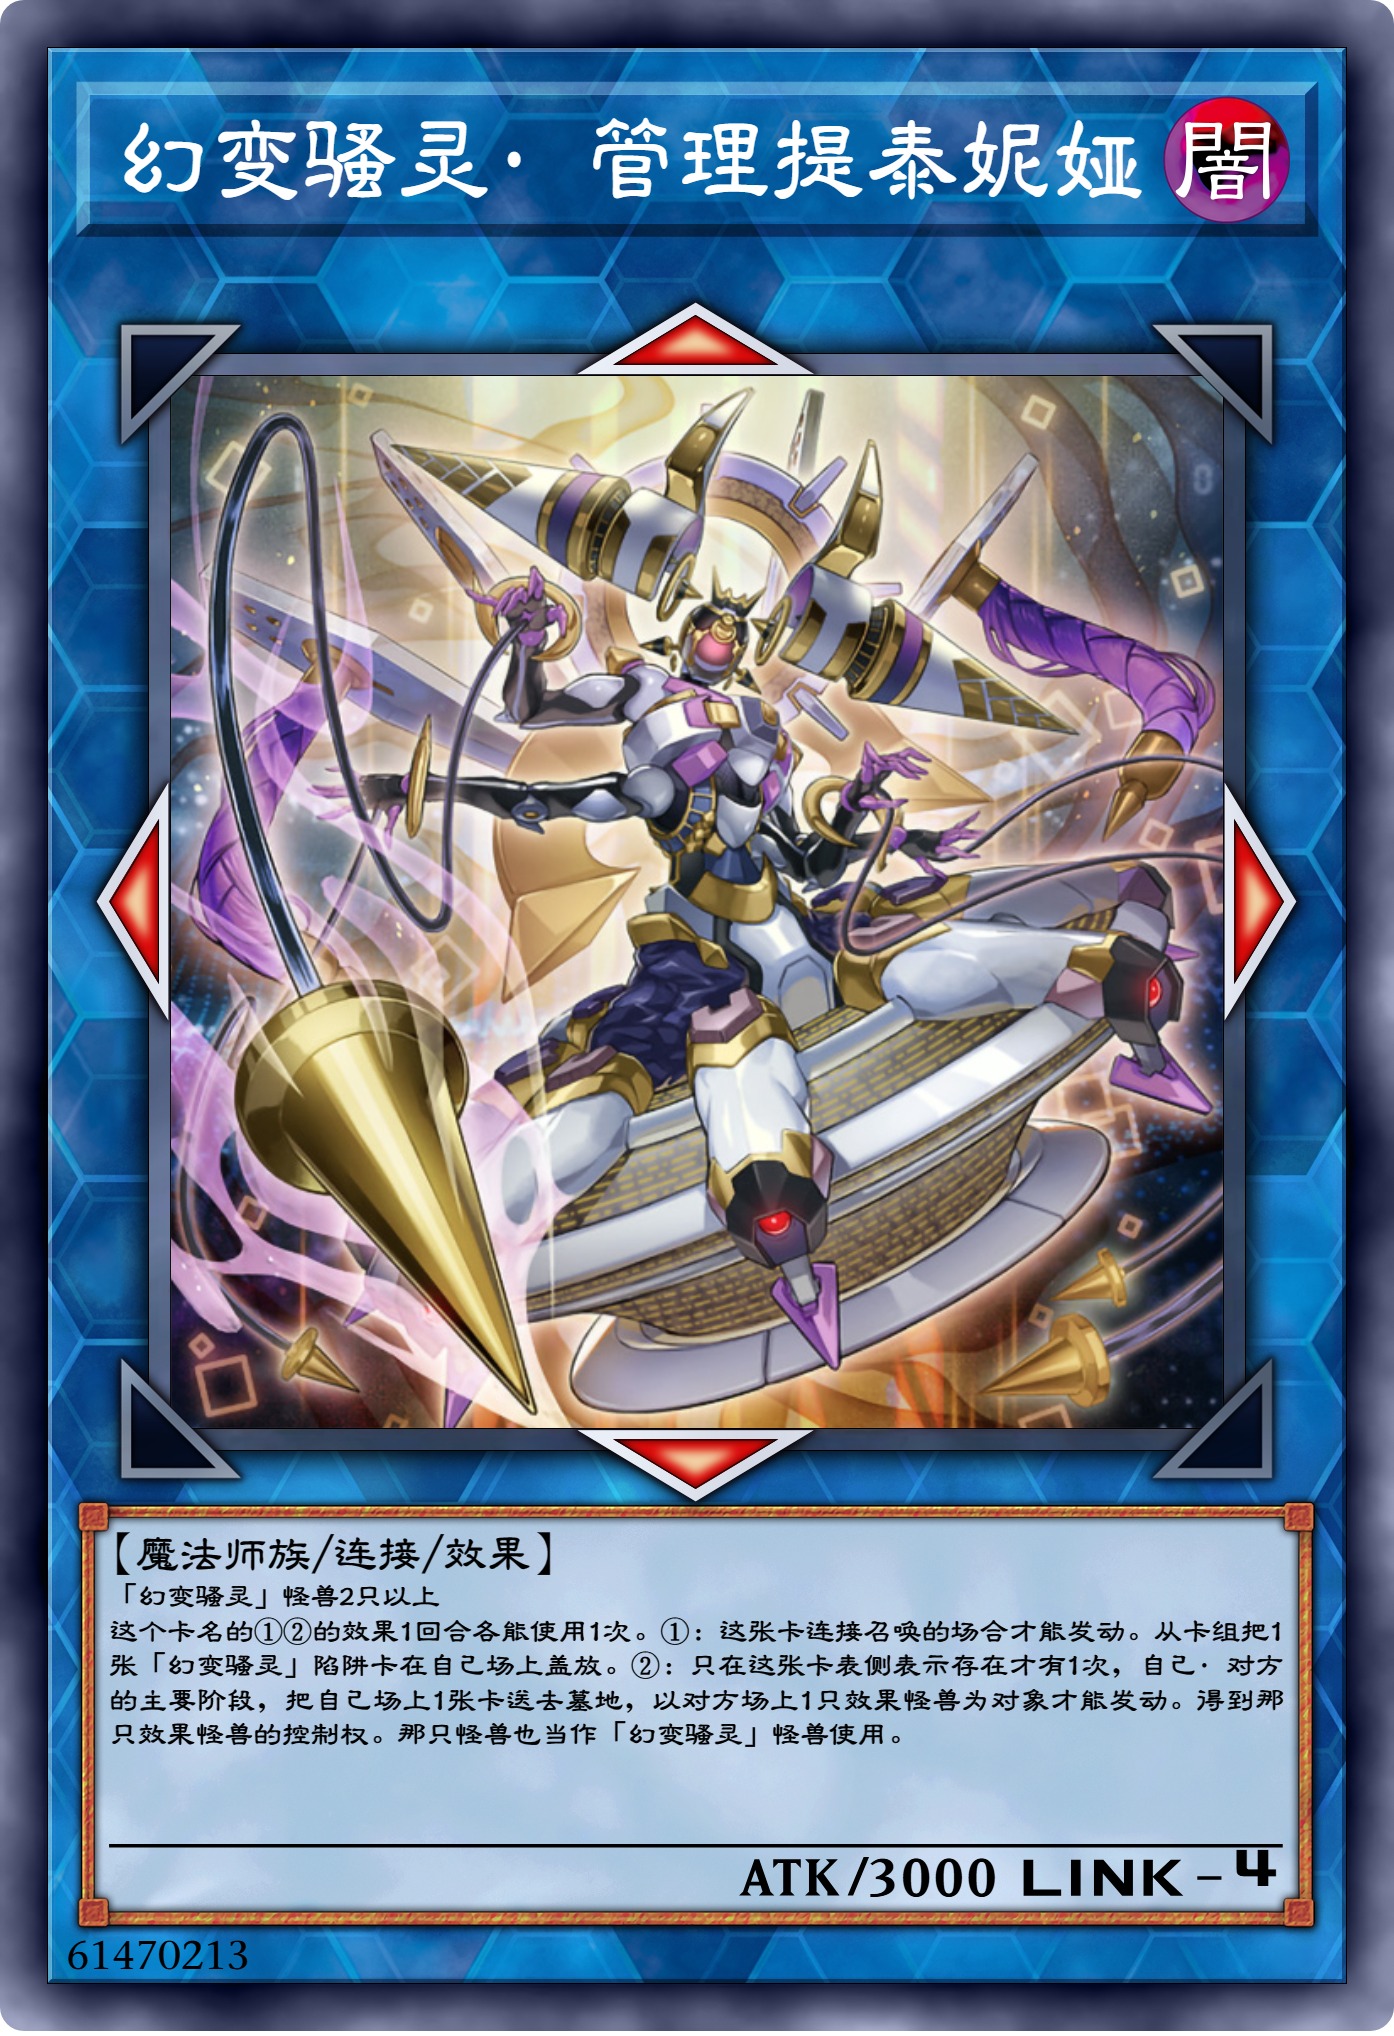 幻变骚灵·管理提泰妮娅 闇
【魔法师族/连接/效果】
「幻变骚灵」怪兽2只以上
这个卡名的①②的效果1回合各能使用1次。①：这张卡连接召唤的场合才能发动。从卡组把1
张「幻变骚灵」陷阱卡在自己场上盖放。②：只在这张卡表侧表示存在才有1次，自己·对方
的主要阶段，把自己场上1张卡送去墓地，以对方场上1只效果怪兽为对象才能发动。得到那
只效果怪兽的控制权。那只怪兽也当作「幻变骚灵」怪兽使用。
ATK/3000 LINK-4
61470213